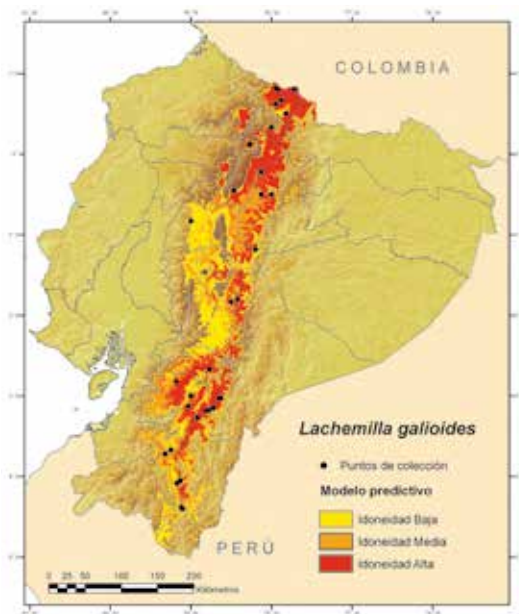 COLOMBIA
Lachemilla galioides
Puntos de colección
Modelo predictivo
Idoneidad Baja
Idoneidad Media
Idoneidad Alta
PERÚ
0 25 50 100 150 200
Kilómetros